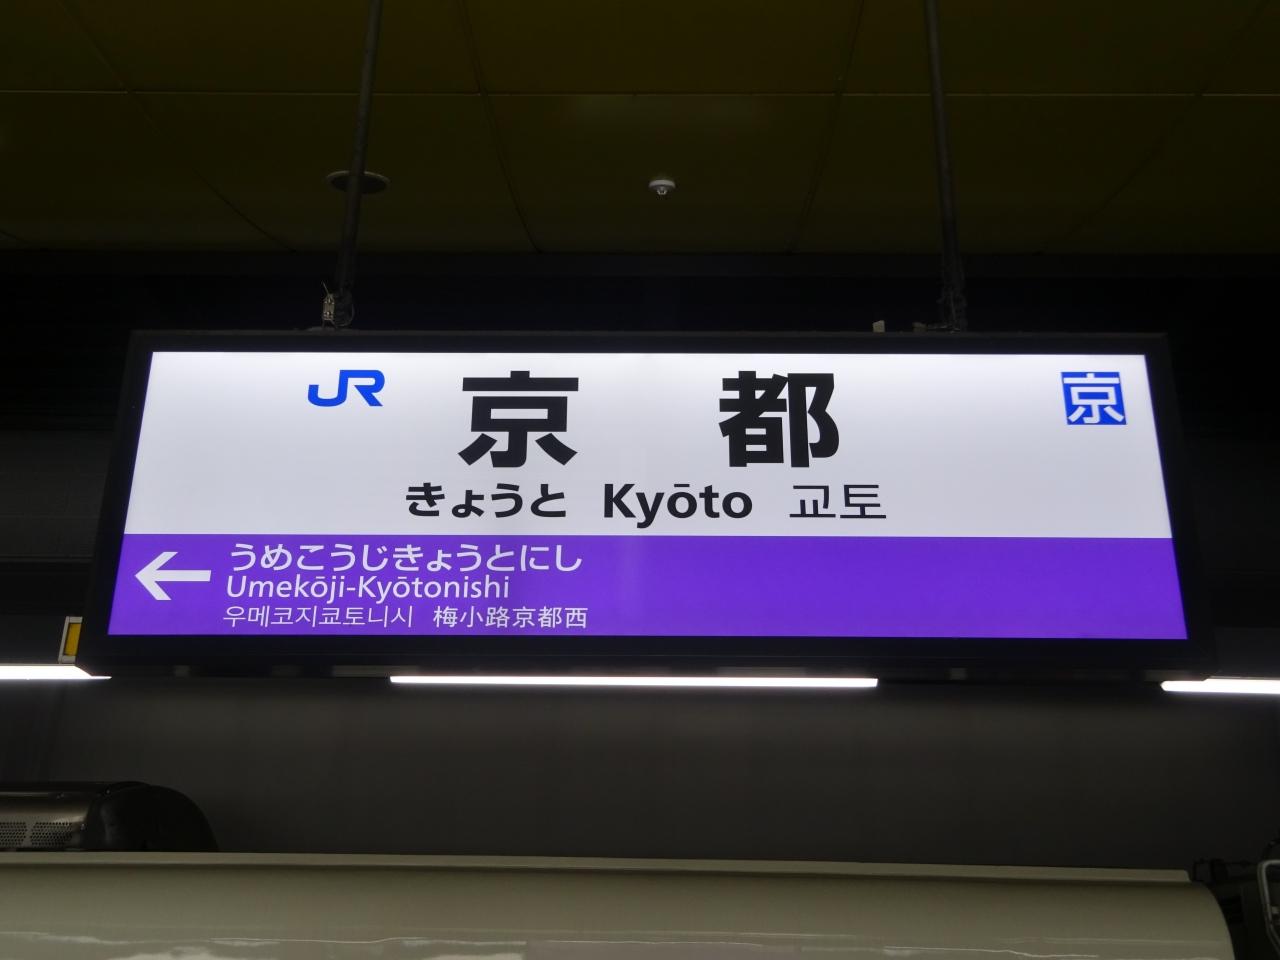 JR 京都 京
きょうと Kyōto 교토
うめこうじきょうとにし
Umekōji-Kyōtonishi
우메코지쿄토니시 梅小路京都西